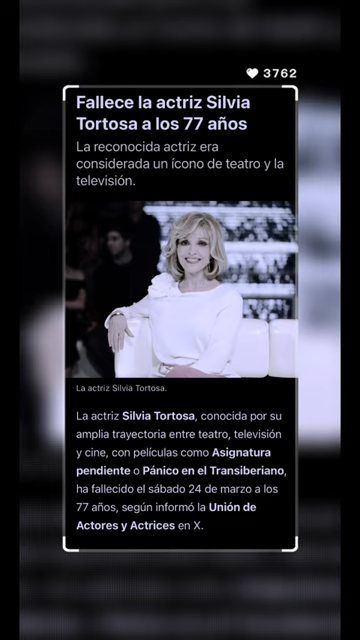 3762
Fallece la actriz Silvia
Tortosa a los 77 años
La reconocida actriz era
considerada un ícono de teatro y la
televisión.
La actriz Silvia Tortosa.
La actriz Silvia Tortosa, conocida por su
amplia trayectoria entre teatro, televisión
y cine, con películas como Asignatura
pendiente o Pánico en el Transiberiano,
ha fallecido el sábado 24 de marzo a los
77 años, según informó la Unión de
Actores y Actrices en X.